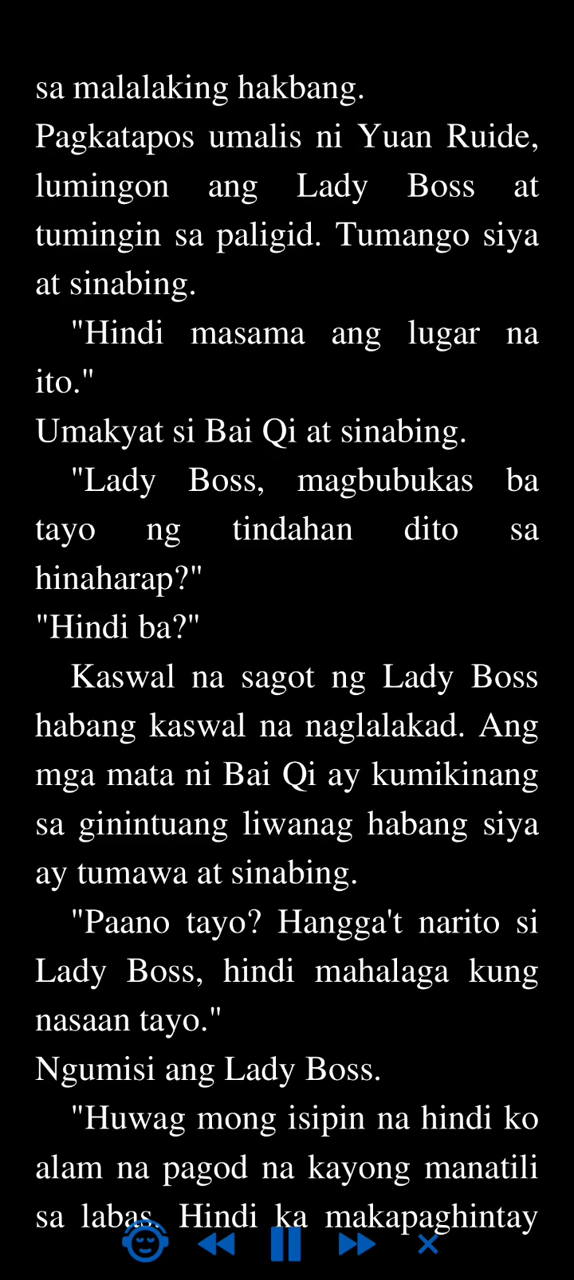 sa malalaking hakbang.
Pagkatapos umalis ni Yuan Ruide,
lumingon ang Lady Boss at
tumingin sa paligid. Tumango siya
at sinabing.
"Hindi masama ang lugar na
ito."
Umakyat si Bai Qi at sinabing.
"Lady Boss, magbubukas ba
tayo ng tindahan dito sa
hinaharap?"
"Hindi ba?"
Kaswal na sagot ng Lady Boss
habang kaswal na naglalakad. Ang
mga mata ni Bai Qi ay kumikinang
sa ginintuang liwanag habang siya
ay tumawa at sinabing.
"Paano tayo? Hangga't narito si
Lady Boss, hindi mahalaga kung
nasaan tayo."
Ngumisi ang Lady Boss.
"Huwag mong isipin na hindi ko
alam na pagod na kayong manatili
sa labas. Hindi ka makapaghintay